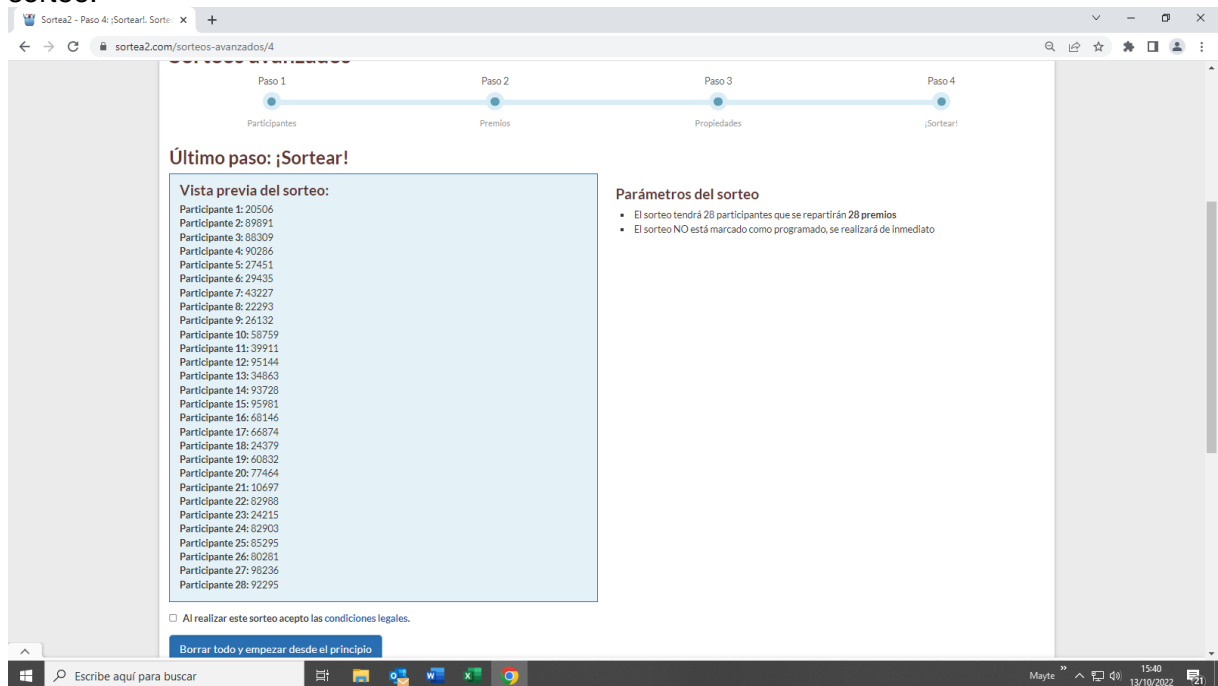 Sortea2 - Paso 4: ¡Sortear!. Sorte
sortea2.com/sorteos-avanzados/4
Paso 1
Paso 2
Paso 3
Paso 4
Participantes
Premios
Propiedades
¡Sortear!
Último paso: ¡Sortear!
Vista previa del sorteo:
Participante 1: 20506
Participante 2: 89891
Participante 3: 88309
Participante 4: 90286
Participante 5: 27451
Participante 6: 29435
Participante 7: 43227
Participante 8: 22293
Participante 9: 26132
Participante 10: 58759
Participante 11: 39911
Participante 12: 95144
Participante 13: 34863
Participante 14: 93728
Participante 15: 95981
Participante 16: 68146
Participante 17: 66874
Participante 18: 24379
Participante 19: 60832
Participante 20: 77464
Participante 21: 10697
Participante 22: 82988
Participante 23: 24215
Participante 24: 82903
Participante 25: 85295
Participante 26: 80281
Participante 27: 98236
Participante 28: 92295
Parámetros del sorteo
El sorteo tendrá 28 participantes que se repartirán 28 premios
El sorteo NO está marcado como programado, se realizará de inmediato
Al realizar este sorteo acepto las condiciones legales.
Borrar todo y empezar desde el principio
Escribe aquí para buscar
Mayte
15:40
13/10/2022
21